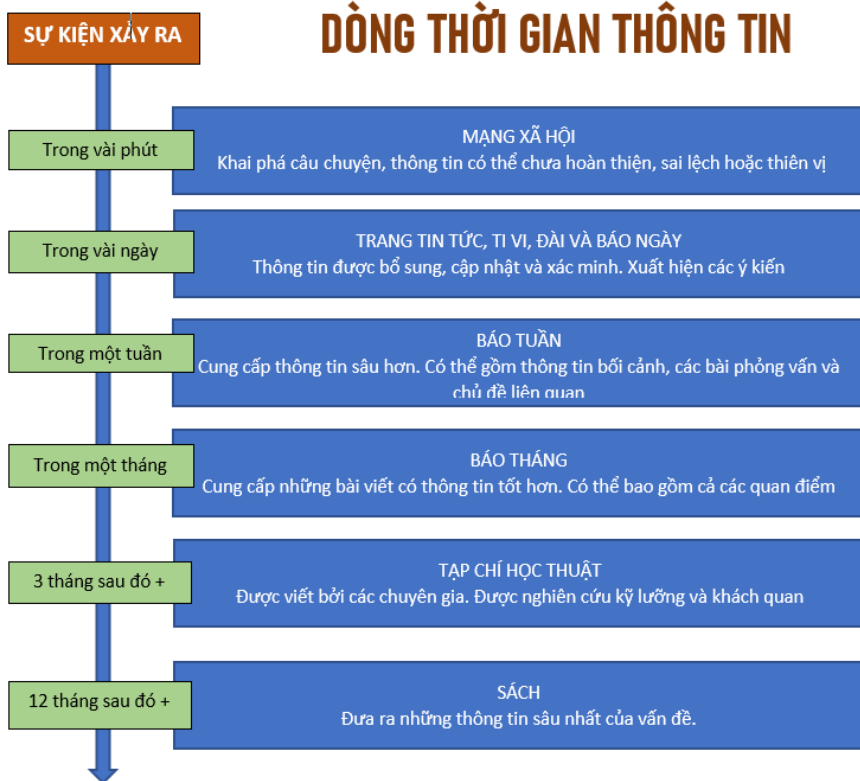 SỰ KIỆN XẢY RA
DÒNG THỜI GIAN THÔNG TIN
Trong vài phút
MẠNG XÃ HỘI
Khai phá câu chuyện, thông tin có thể chưa hoàn thiện, sai lệch hoặc thiên vị
Trong vài ngày
TRANG TIN TỨC, TI VI, ĐÀI VÀ BÁO NGÀY
Thông tin được bổ sung, cập nhật và xác minh. Xuất hiện các ý kiến
Trong một tuần
BÁO TUẦN
Cung cấp thông tin sâu hơn. Có thể gồm thông tin bối cảnh, các bài phỏng vấn và
chủ đề liên quan
Trong một tháng
BÁO THÁNG
Cung cấp những bài viết có thông tin tốt hơn. Có thể bao gồm cả các quan điểm
3 tháng sau đó +
TẠP CHÍ HỌC THUẬT
Được viết bởi các chuyên gia. Được nghiên cứu kỹ lưỡng và khách quan
12 tháng sau đó +
SÁCH
Đưa ra những thông tin sâu nhất của vấn đề.